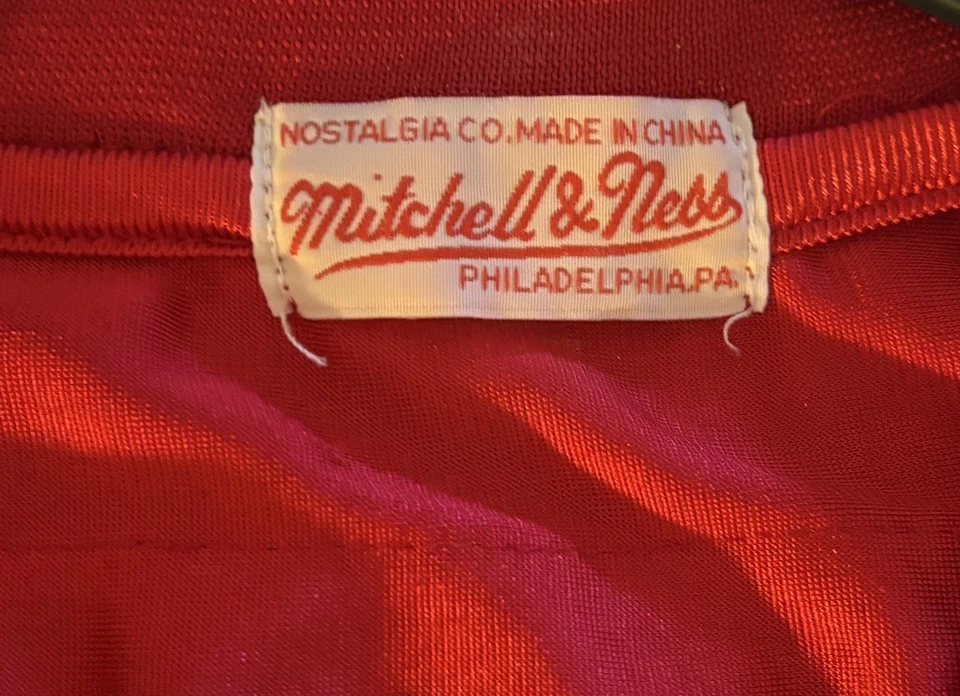 NOSTALGIA CO. MADE IN CHINA
Mitchell & Ness
PHILADELPHIA, PA.